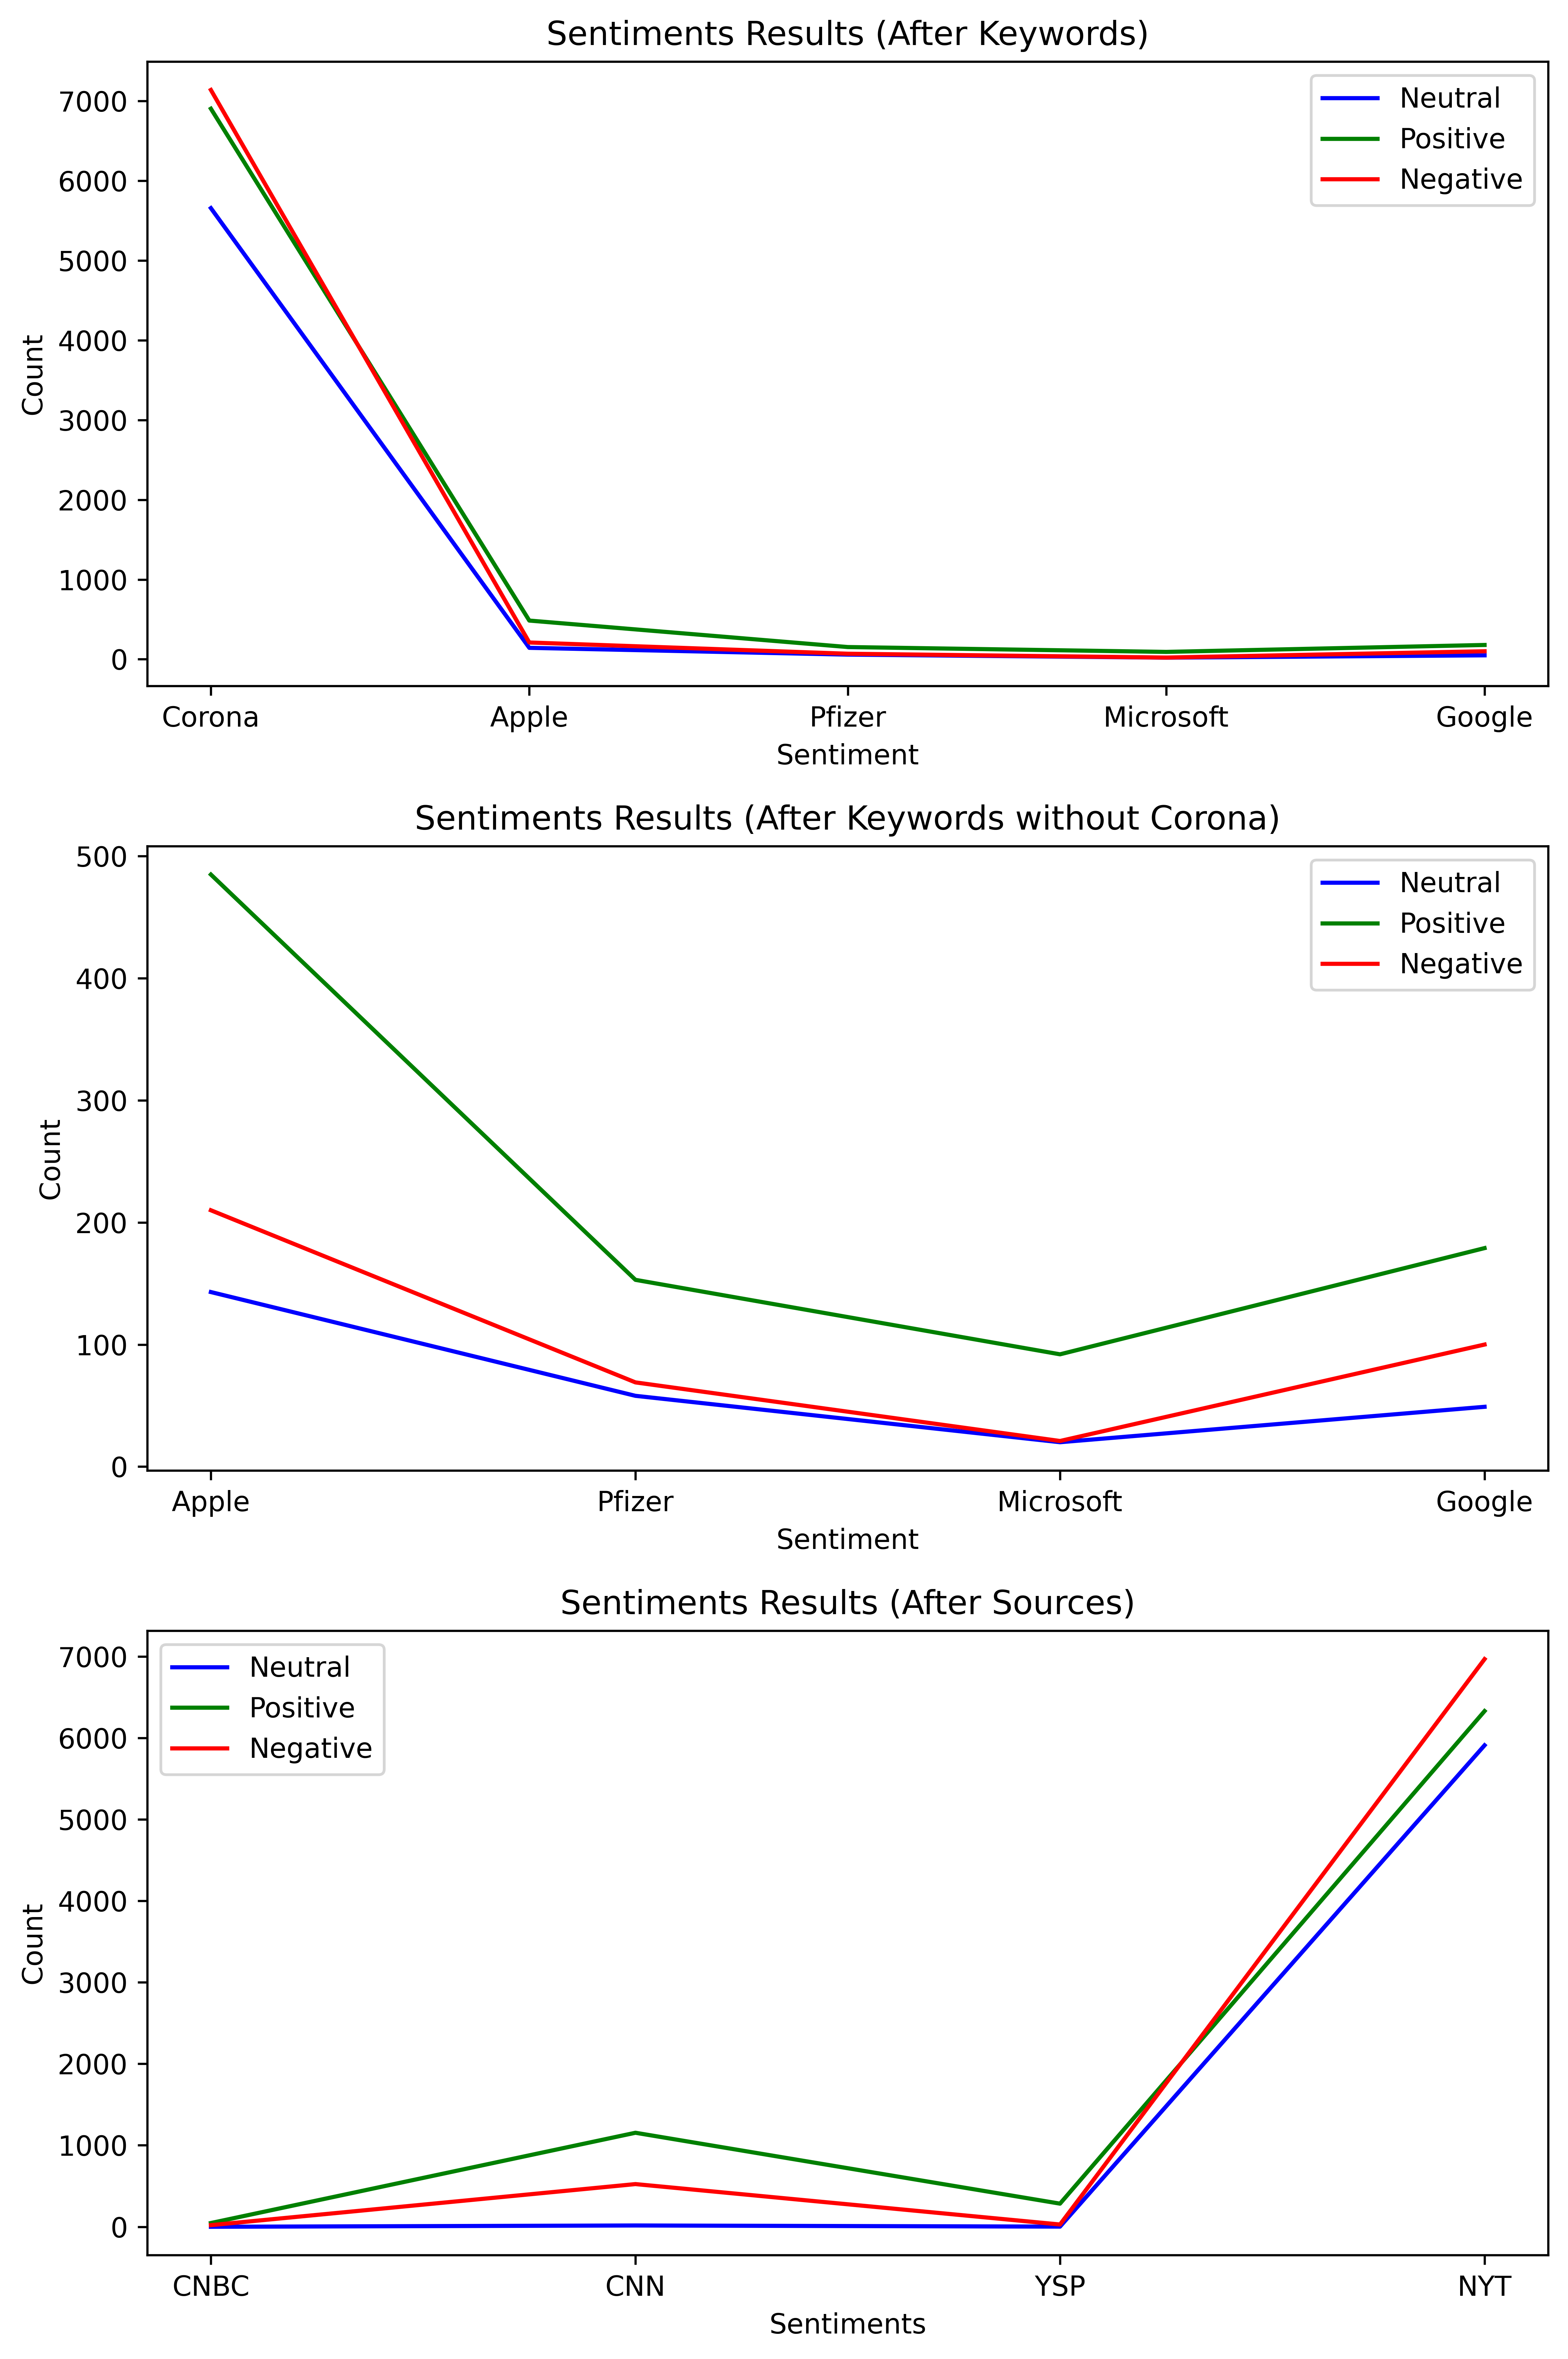 Sentiments Results (After Keywords)
7000
6000
5000
4000
3000
2000
1000
0
Count
Neutral
Positive
Negative
Corona Apple Pfizer Microsoft Google
Sentiment
Sentiments Results (After Keywords without Corona)
500
400
300
200
100
0
Count
Neutral
Positive
Negative
Apple Pfizer Microsoft Google
Sentiment
Sentiments Results (After Sources)
7000
6000
5000
4000
3000
2000
1000
0
Count
Neutral
Positive
Negative
CNBC CNN YSP NYT
Sentiments